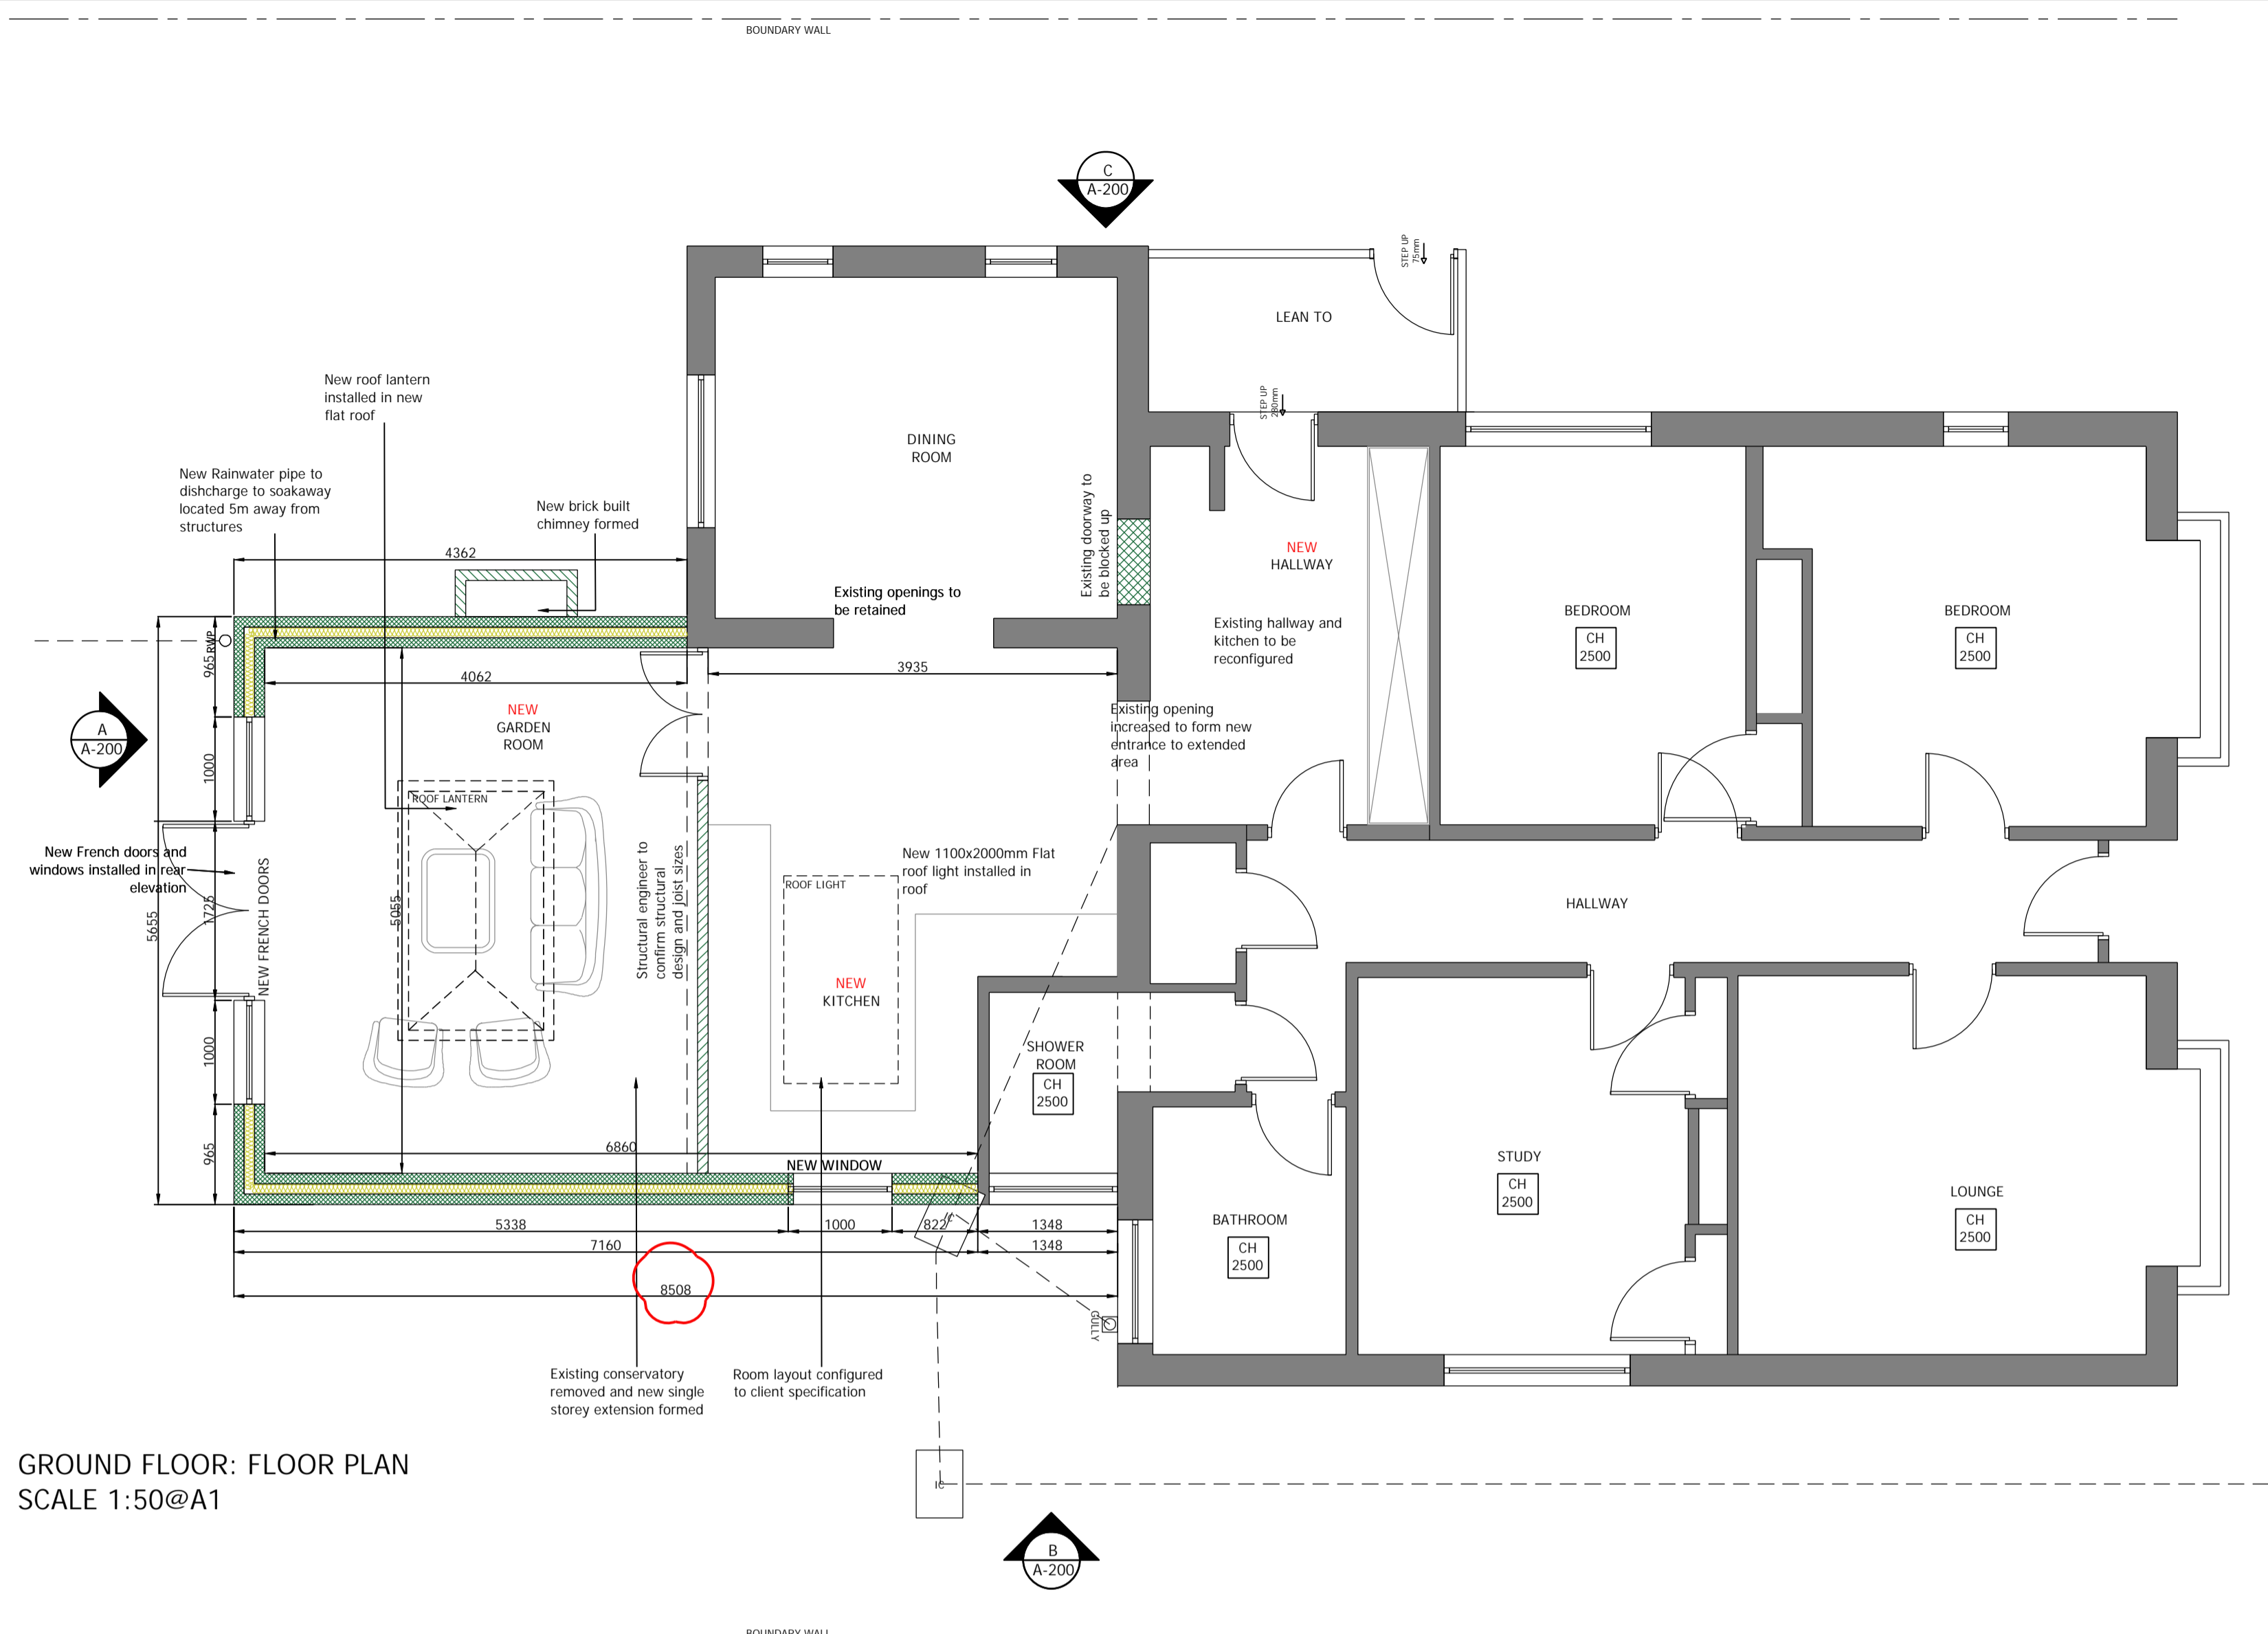 BOUNDARY WALL
C
A-200
STEP UP
75mm
LEAN TO
New roof lantern
installed in new
flat roof
STEP UP
280mm
DINING
ROOM
New Rainwater pipe to
dishcharge to soakaway
located 5m away from
structures
New brick built
chimney formed
Existing doorway to
be blocked up
NEW
HALLWAY
4362
Existing openings to
be retained
BEDROOM
CH
2500
BEDROOM
CH
2500
Existing hallway and
kitchen to be
reconfigured
965
RWP
4062
3935
NEW
GARDEN
ROOM
Existing opening
increased to form new
entrance to extended
area
A
A-200
1000
ROOF LANTERN
New French doors and
windows installed in rear
elevation
NEW FRENCH DOORS
5655
1725
5055
Structural engineer to
confirm structural
design and joist sizes
New 1100x2000mm Flat
roof light installed in
roof
ROOF LIGHT
HALLWAY
NEW
KITCHEN
1000
SHOWER
ROOM
CH
2500
965
6860
NEW WINDOW
STUDY
CH
2500
LOUNGE
CH
2500
BATHROOM
CH
2500
5338
1000
822
IC
1348
7160
1348
8508
GULLY
Existing conservatory
removed and new single
storey extension formed
Room layout configured
to client specification
GROUND FLOOR: FLOOR PLAN
SCALE 1:50@A1
IC
B
A-200
BOUNDARY WALL